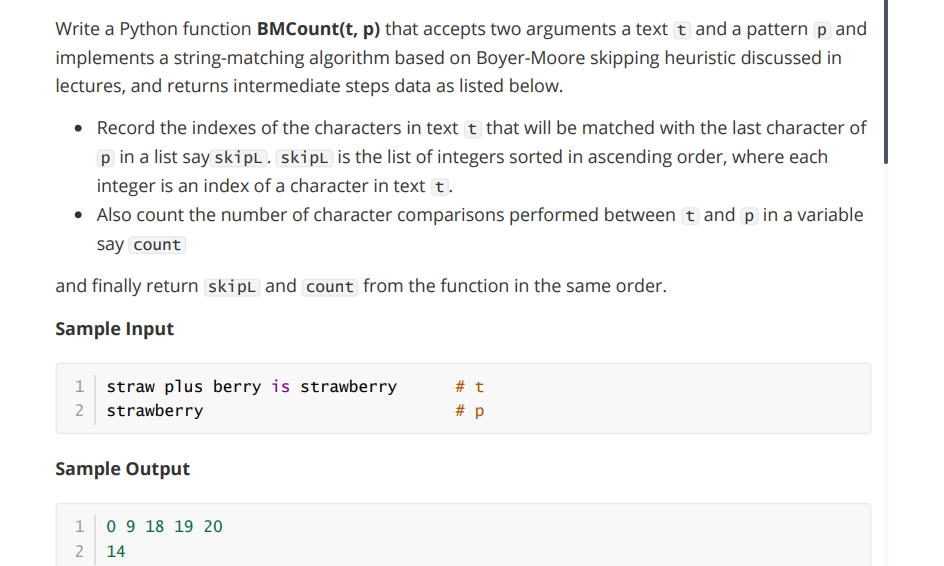 Write a Python function BMCount(t, p) that accepts two arguments a text t and a pattern p and
implements a string-matching algorithm based on Boyer-Moore skipping heuristic discussed in
lectures, and returns intermediate steps data as listed below.
• Record the indexes of the characters in text t that will be matched with the last character of
p in a list say skipL. skipL is the list of integers sorted in ascending order, where each
integer is an index of a character in text t.
• Also count the number of character comparisons performed between t and p in a variable
say count
and finally return skipL and count from the function in the same order.
Sample Input
1 straw plus berry is strawberry # t
2 strawberry # p
Sample Output
1 0 9 18 19 20
2 14